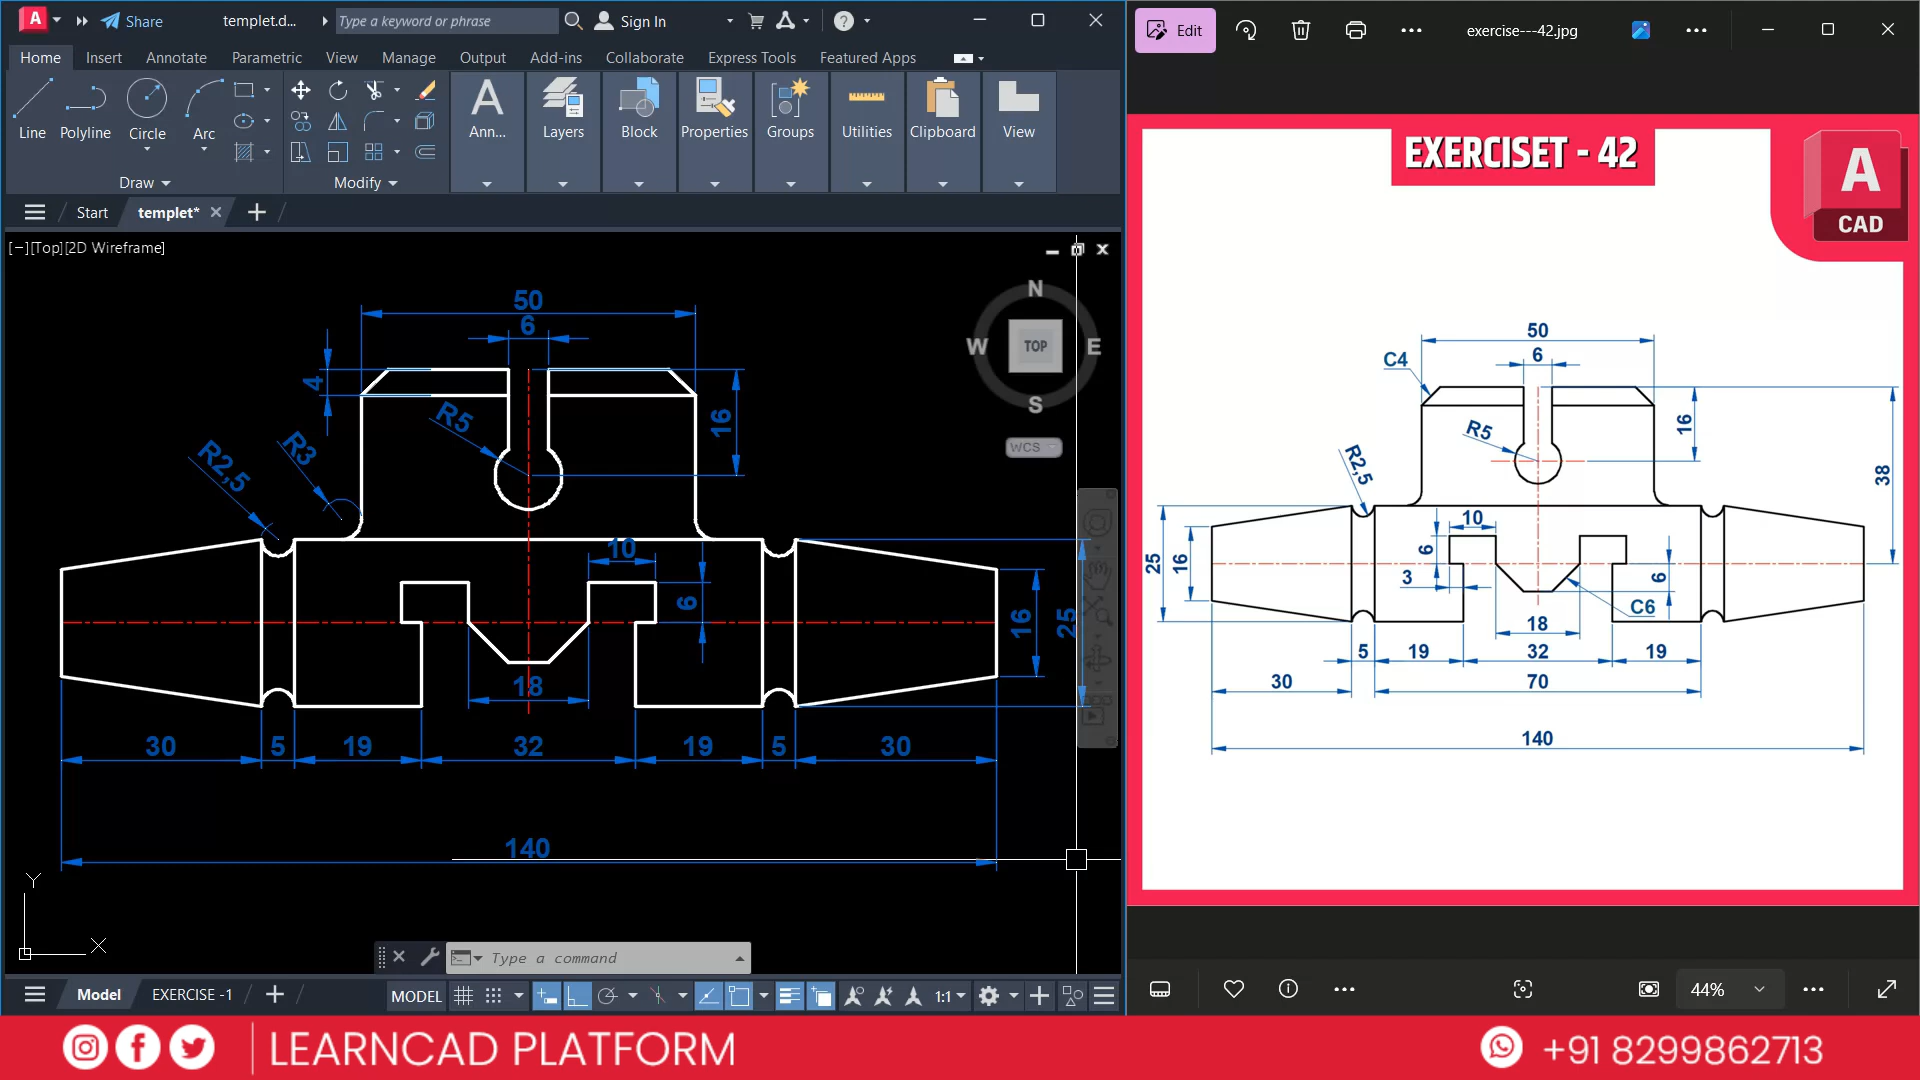 A
Share
templet.d...
Type a keyword or phrase
Sign In
Home Insert Annotate Parametric View Manage Output Add-ins Collaborate Express Tools Featured Apps
Line Polyline Circle Arc
Ann... Layers Block Properties Groups Utilities Clipboard View
Draw Modify
Start templet*
[−][Top][2D Wireframe]
N
W TOP E
S
WCS
50
6
4
R5
16
R3
R2,5
10
6
16
25
18
30 5 19 32 19 5 30
140
Y
X
Type a command
Model EXERCISE -1
MODEL 1:1
Edit
exercise---42.jpg
EXERCISET - 42
A
CAD
50
C4
6
R5
16
R2,5
38
10
6
25
16
3
6
C6
18
5 19 32 19
30 70
140
44%
LEARNCAD PLATFORM
+91 8299862713